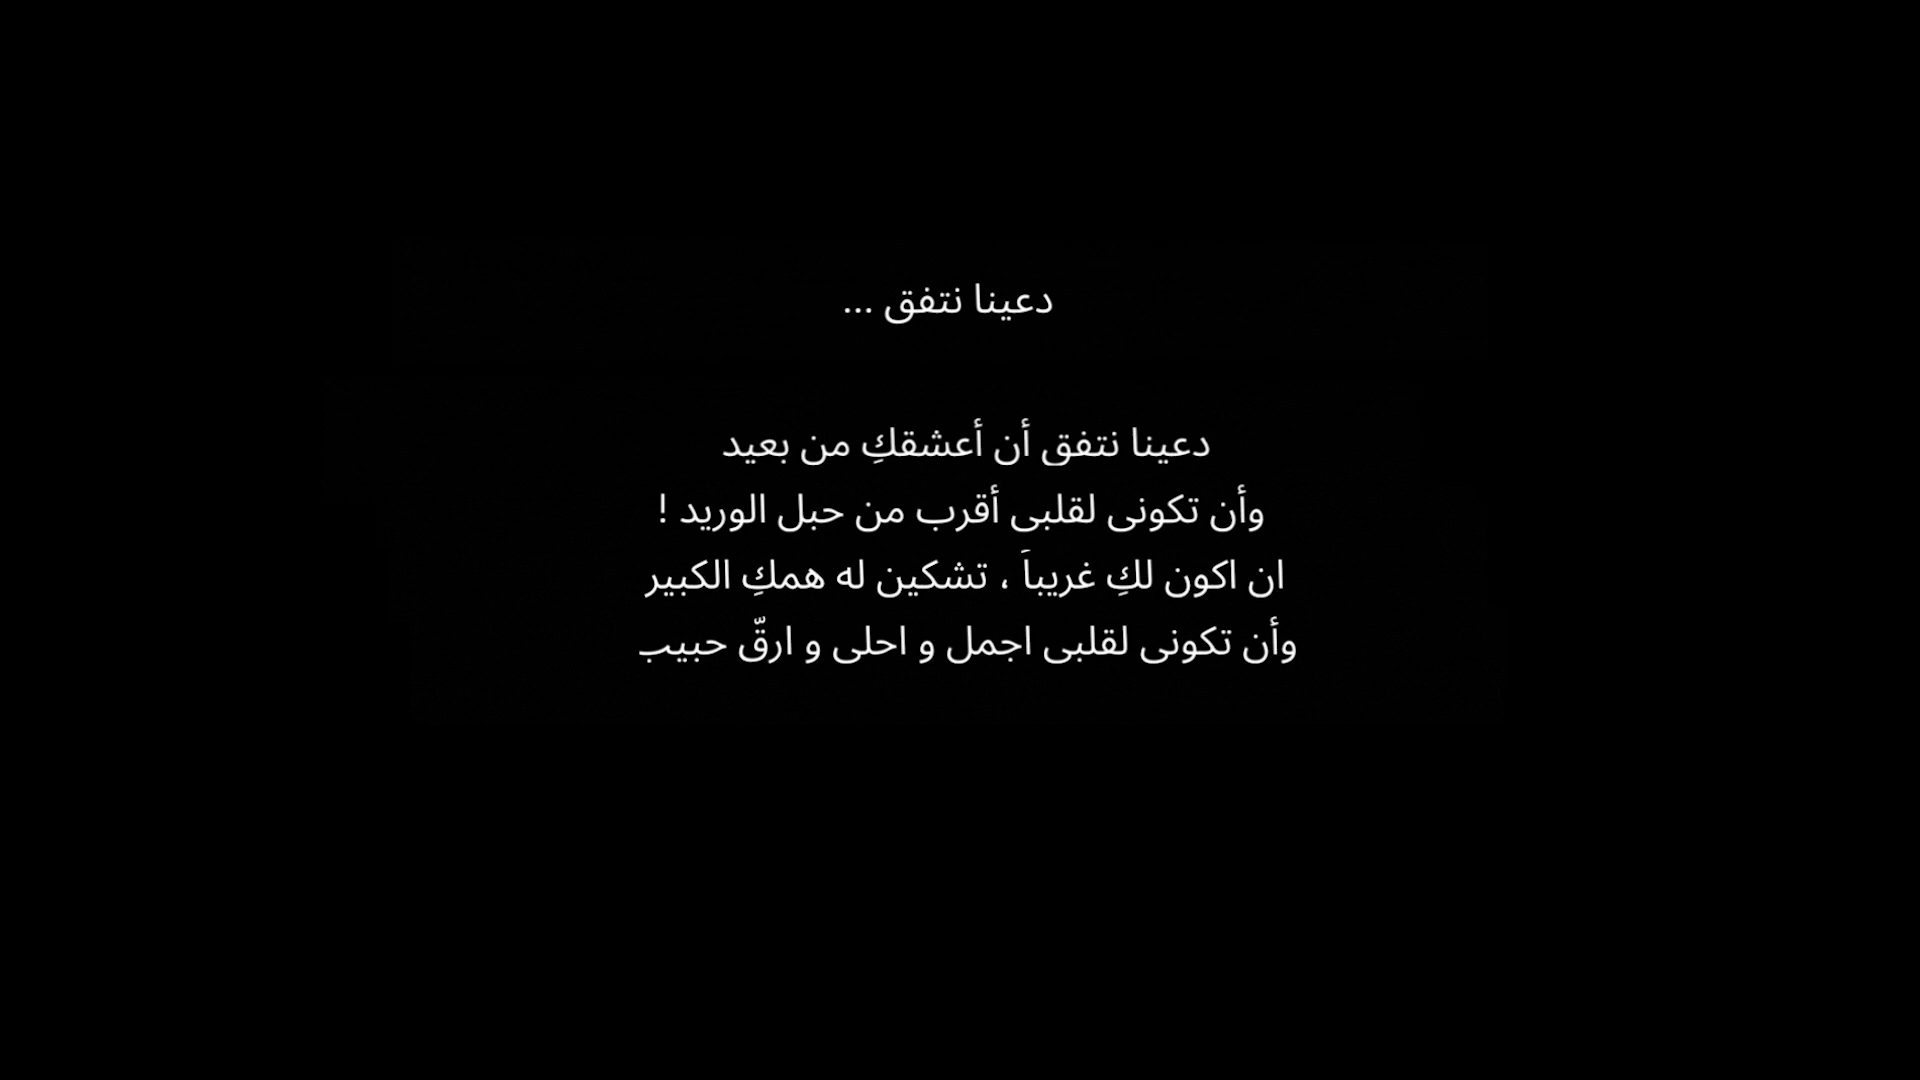 دعينا نتفق ...
دعينا نتفق أن أعشقكِ من بعيد
وأن تكونى لقلبى أقرب من حبل الوريد !
ان اكون لكِ غريباَ ، تشكين له همكِ الكبير
وأن تكونى لقلبى اجمل و احلى و ارقّ حبيب